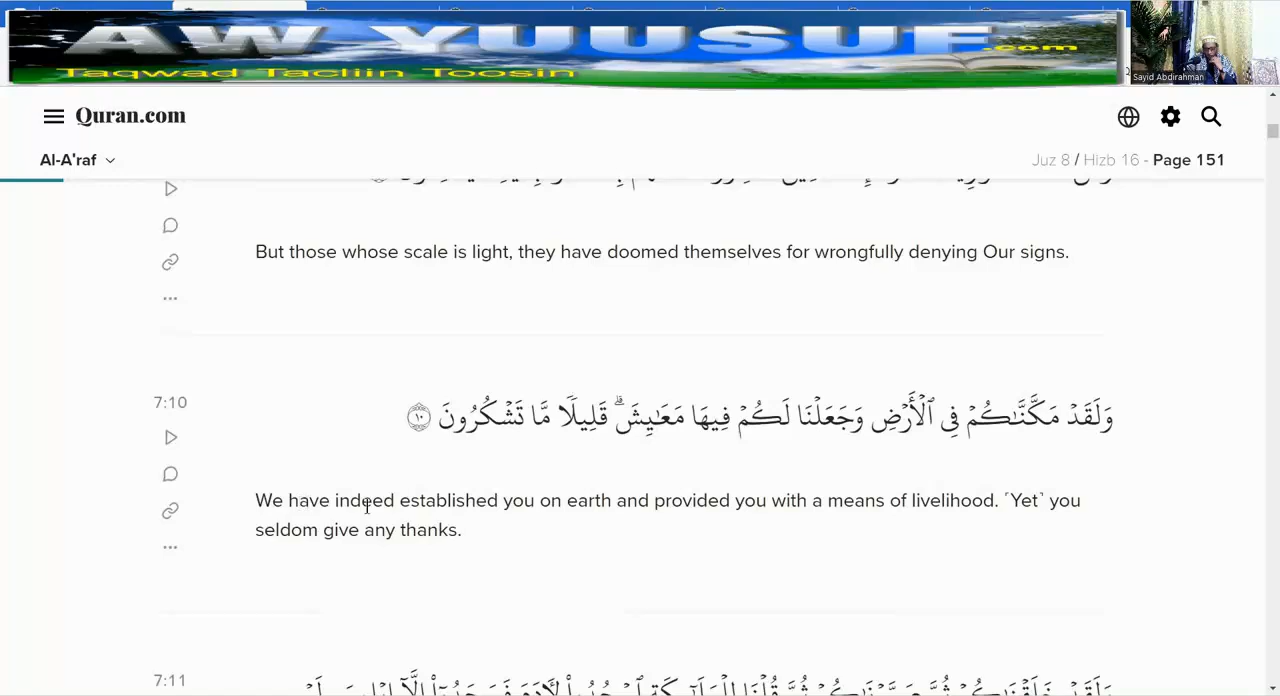 AW YUUSUF.com
Taqwad Tacliin Toosin
Sayid Abdirahman
Quran.com
Al-A'raf
Juz 8 / Hizb 16 - Page 151
But those whose scale is light, they have doomed themselves for wrongfully denying Our signs.
7:10
وَلَقَدْ مَكَّنَّـٰكُمْ فِى ٱلْأَرْضِ وَجَعَلْنَا لَكُمْ فِيهَا مَعَـٰيِشَ ۗ قَلِيلًۭا مَّا تَشْكُرُونَ ١٠
We have indeed established you on earth and provided you with a means of livelihood. ˹Yet˺ you
seldom give any thanks.
7:11